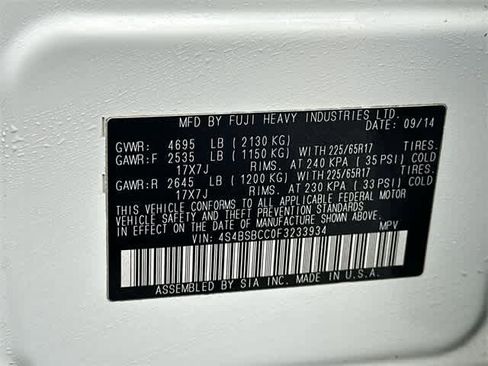 MFD BY FUJI HEAVY INDUSTRIES LTD.
DATE: 09/14
GVWR: 4695 LB (2130 KG)
GAWR:F 2535 LB (1150 KG) WITH 225/65R17 TIRES.
17X7J RIMS. AT 240 KPA (35 PSI) COLD
GAWR:R 2645 LB (1200 KG) WITH 225/65R17 TIRES.
17X7J RIMS. AT 230 KPA (33 PSI) COLD
THIS VEHICLE CONFORMS TO ALL APPLICABLE FEDERAL MOTOR
VEHICLE SAFETY AND THEFT PREVENTION STANDARDS IN EFFECT
ON THE DATE OF MANUFACTURE SHOWN ABOVE.
VIN: 4S4BSBCC0F3233934 MPV
ASSEMBLED BY SIA INC. MADE IN U.S.A.